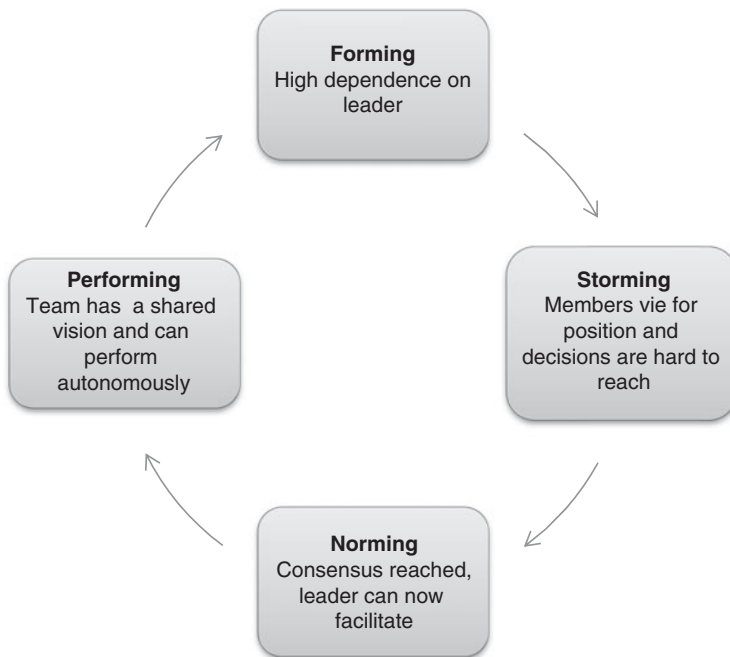 Forming
High dependence on
leader
Storming
Members vie for
position and
decisions are hard to
reach
Norming
Consensus reached,
leader can now
facilitate
Performing
Team has a shared
vision and can
perform
autonomously